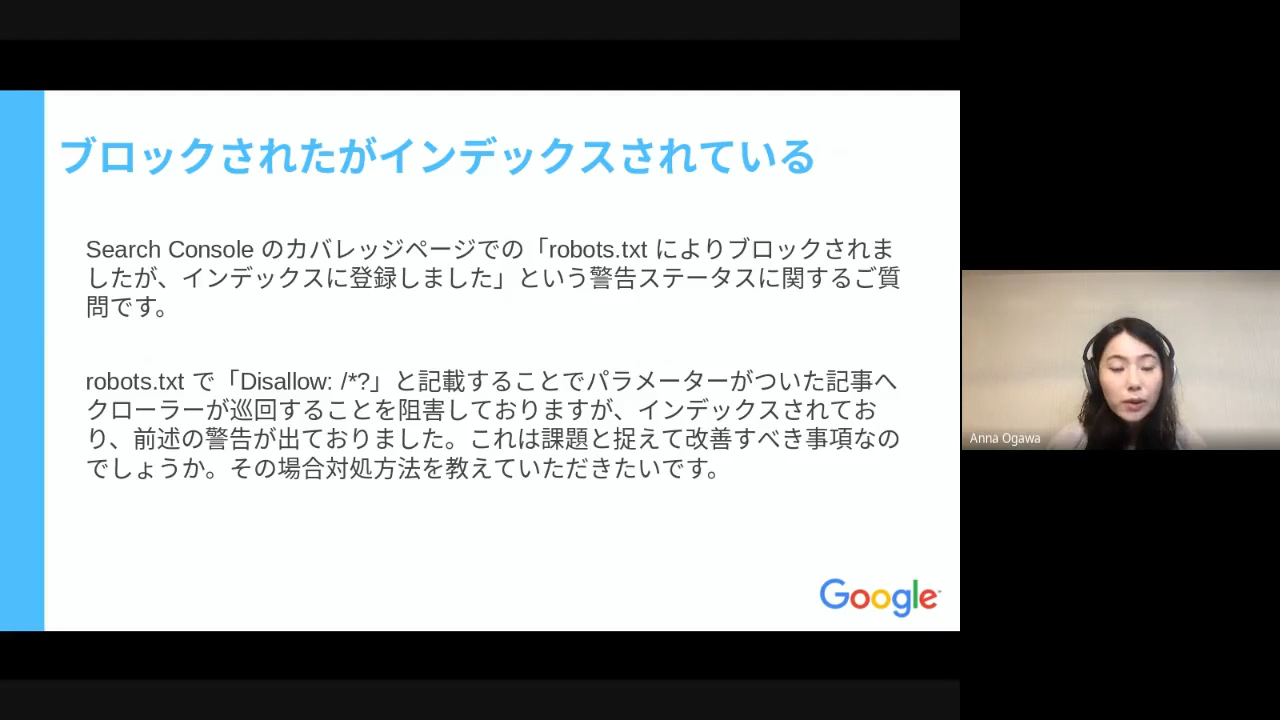 ブロックされたがインデックスされている
Search Console のカバレッジページでの「robots.txt によりブロックされま
したが、インデックスに登録しました」という警告ステータスに関するご質
問です。
robots.txt で「Disallow: /*?」と記載することでパラメーターがついた記事へ
クローラーが巡回することを阻害しておりますが、インデックスされてお
り、前述の警告が出ておりました。これは課題と捉えて改善すべき事項なの
でしょうか。その場合対処方法を教えていただきたいです。
Google
Anna Ogawa